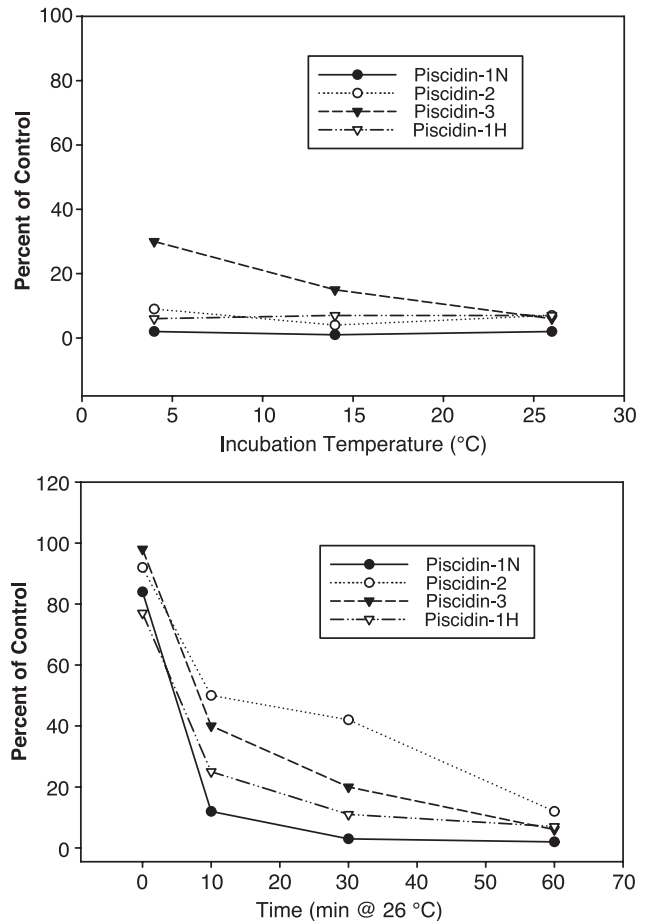 100
80
60
40
20
0
Percent of Control
Piscidin-1N
Piscidin-2
Piscidin-3
Piscidin-1H
0 5 10 15 20 25 30
Incubation Temperature (°C)
120
100
80
60
40
20
0
Percent of Control
Piscidin-1N
Piscidin-2
Piscidin-3
Piscidin-1H
0 10 20 30 40 50 60 70
Time (min @ 26 °C)